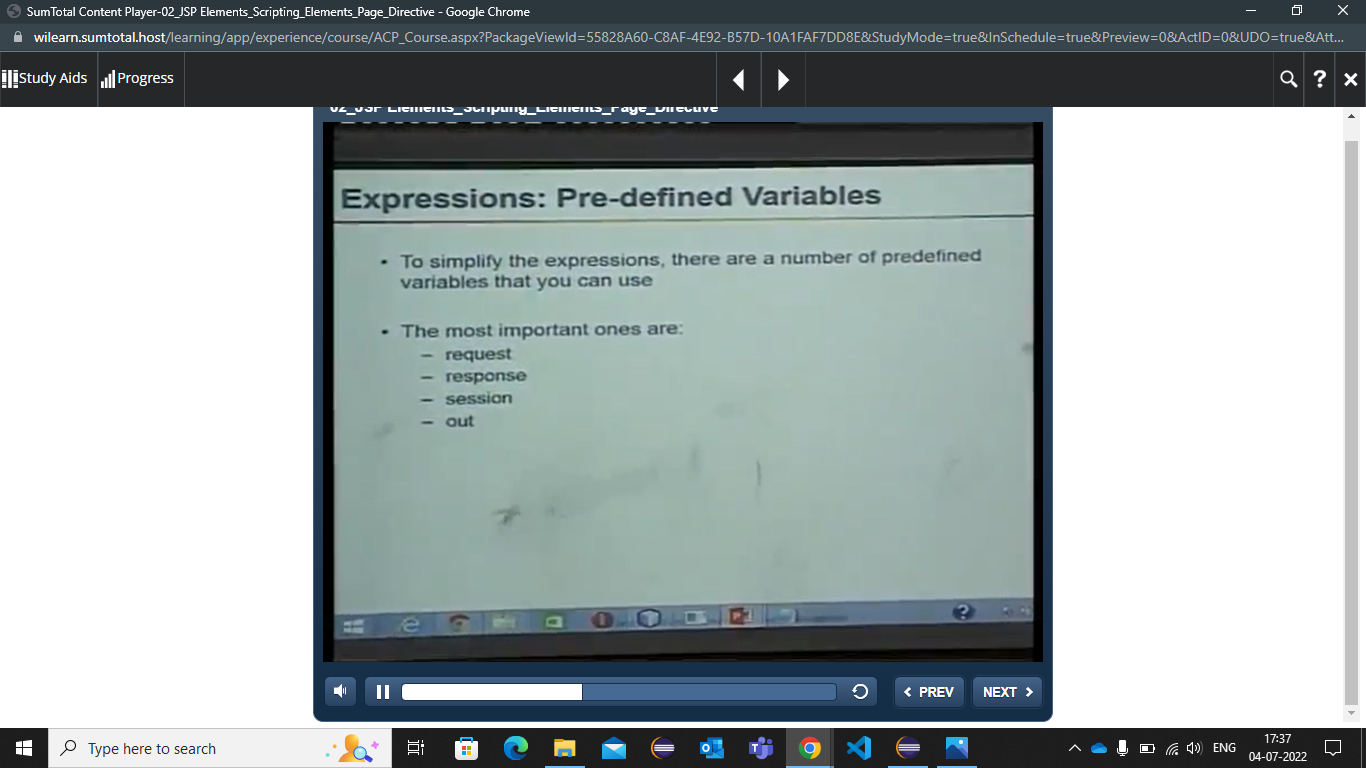 SumTotal Content Player-02_JSP Elements_Scripting_Elements_Page_Directive - Google Chrome
wilearn.sumtotal.host/learning/app/experience/course/ACP_Course.aspx?PackageViewId=55828A60-C8AF-4E92-B57D-10A1FAF7DD8E&StudyMode=true&InSchedule=true&Preview=0&ActID=0&UDO=true&Att...
Study Aids Progress
02_JSP Elements_Scripting_Elements_Page_Directive
Expressions: Pre-defined Variables
• To simplify the expressions, there are a number of predefined
variables that you can use
• The most important ones are:
– request
– response
– session
– out
PREV NEXT
Type here to search
ENG
17:37
04-07-2022